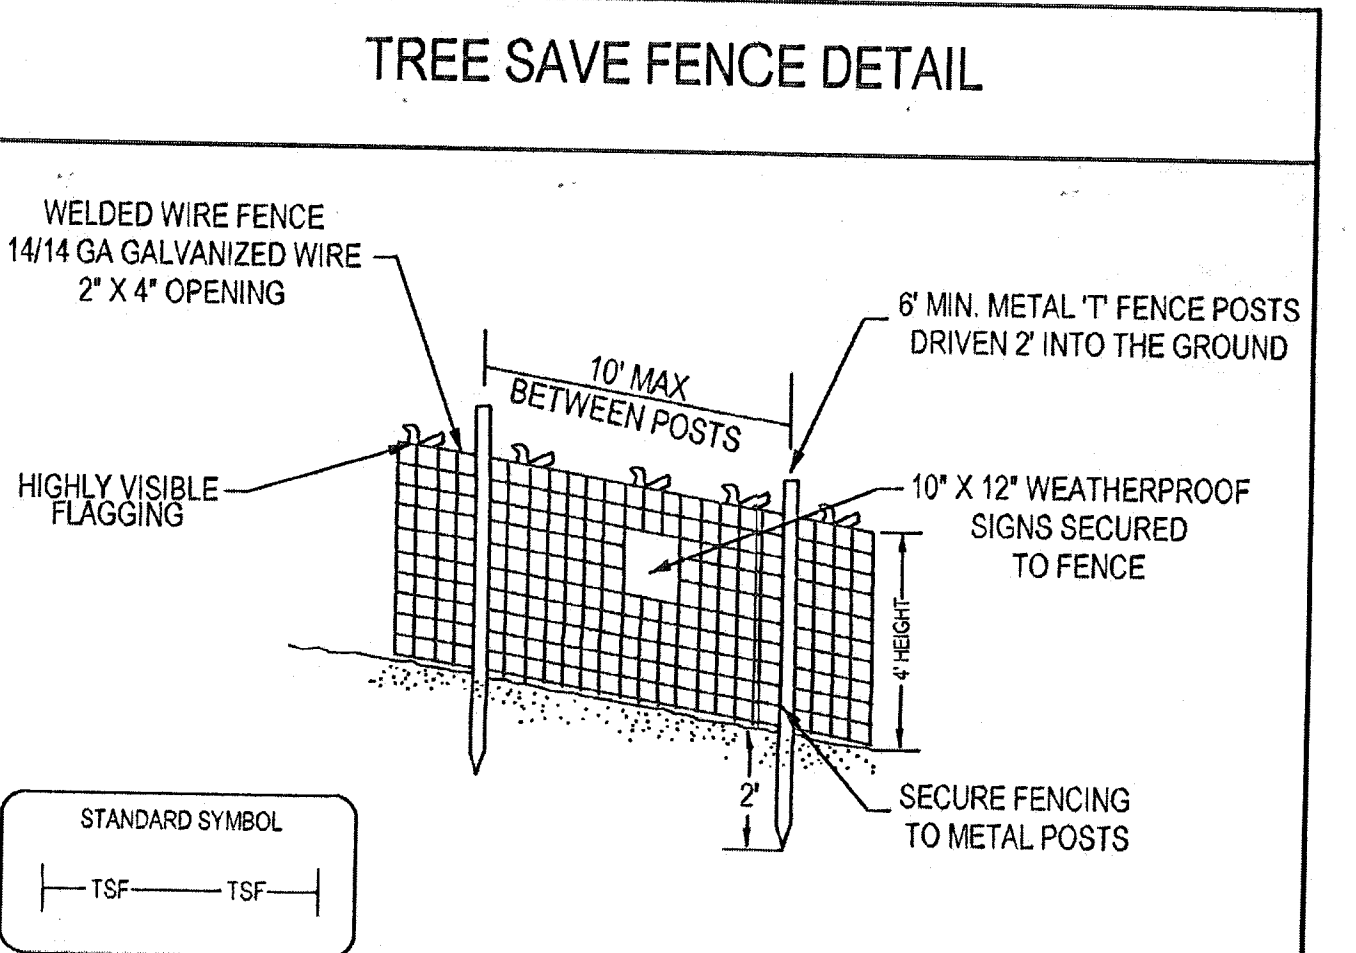 TREE SAVE FENCE DETAIL
WELDED WIRE FENCE
14/14 GA GALVANIZED WIRE
2" X 4" OPENING
6' MIN. METAL 'T' FENCE POSTS
DRIVEN 2' INTO THE GROUND
10' MAX
BETWEEN POSTS
HIGHLY VISIBLE
FLAGGING
10" X 12" WEATHERPROOF
SIGNS SECURED
TO FENCE
4' HEIGHT
2'
SECURE FENCING
TO METAL POSTS
STANDARD SYMBOL
TSF TSF